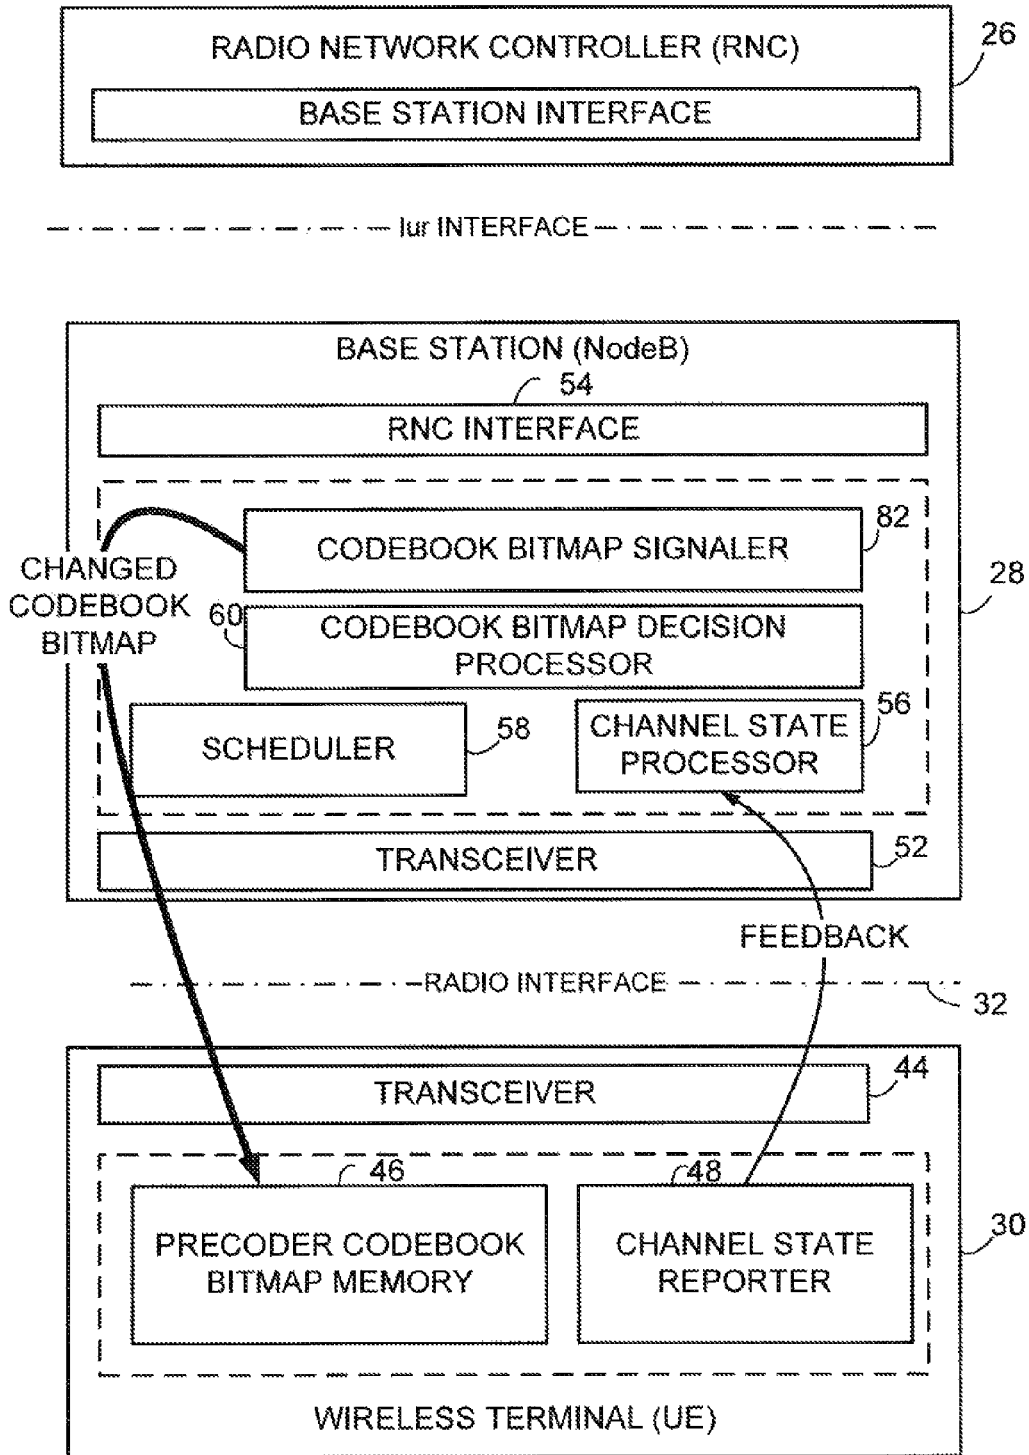 RADIO NETWORK CONTROLLER (RNC)
26
BASE STATION INTERFACE
Iur INTERFACE
BASE STATION (NodeB)
54
RNC INTERFACE
82
CODEBOOK BITMAP SIGNALER
28
CHANGED
CODEBOOK
BITMAP
60
CODEBOOK BITMAP DECISION
PROCESSOR
56
SCHEDULER
58
CHANNEL STATE
PROCESSOR
TRANSCEIVER
52
FEEDBACK
RADIO INTERFACE
32
TRANSCEIVER
44
46
48
PRECODER CODEBOOK
BITMAP MEMORY
CHANNEL STATE
REPORTER
30
WIRELESS TERMINAL (UE)